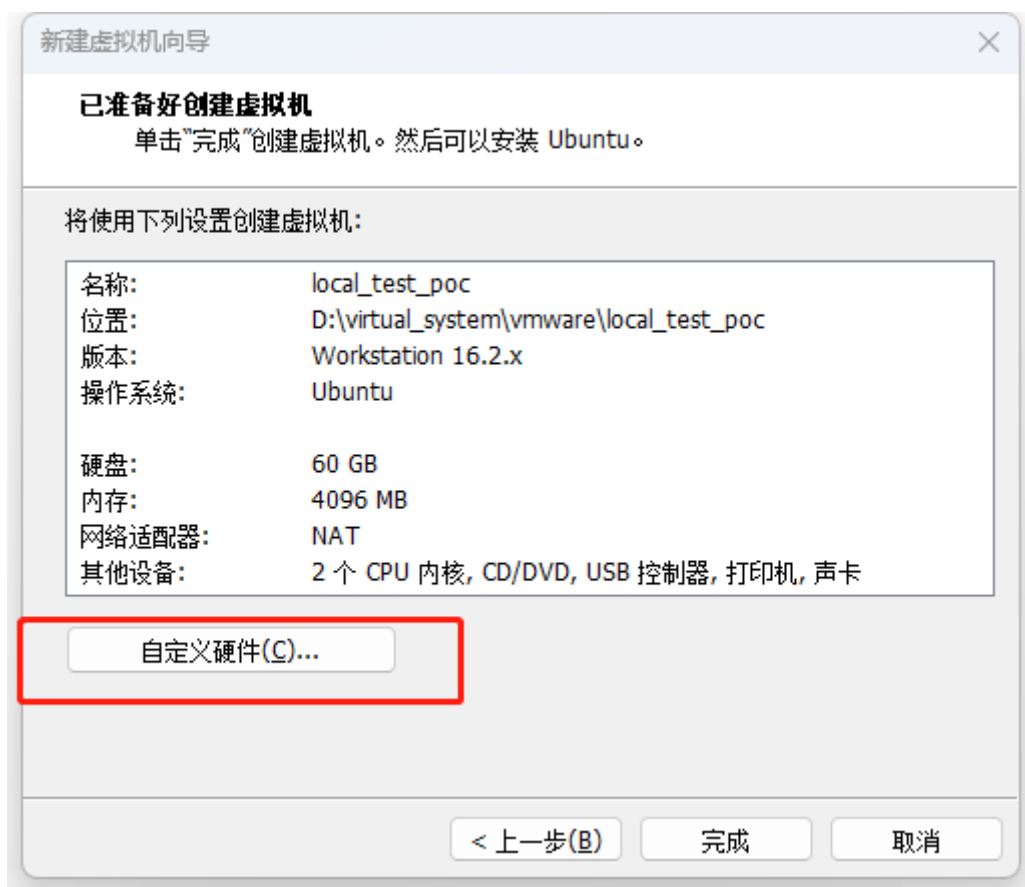 新建虚拟机向导
已准备好创建虚拟机
单击"完成"创建虚拟机。然后可以安装 Ubuntu。
将使用下列设置创建虚拟机:
名称: local_test_poc
位置: D:\virtual_system\vmware\local_test_poc
版本: Workstation 16.2.x
操作系统: Ubuntu
硬盘: 60 GB
内存: 4096 MB
网络适配器: NAT
其他设备: 2 个 CPU 内核, CD/DVD, USB 控制器, 打印机, 声卡
自定义硬件(C)...
< 上一步(B) 完成 取消